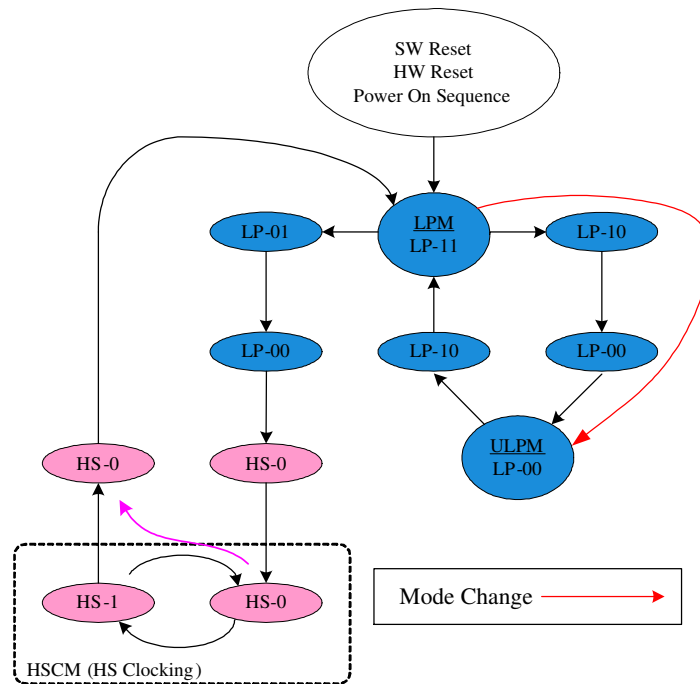 SW Reset
HW Reset
Power On Sequence
LPM
LP-11
LP-01
LP-10
LP-00
LP-10
LP-00
ULPM
LP-00
HS-0
HS-0
HS-1
HS-0
HSCM (HS Clocking)
Mode Change